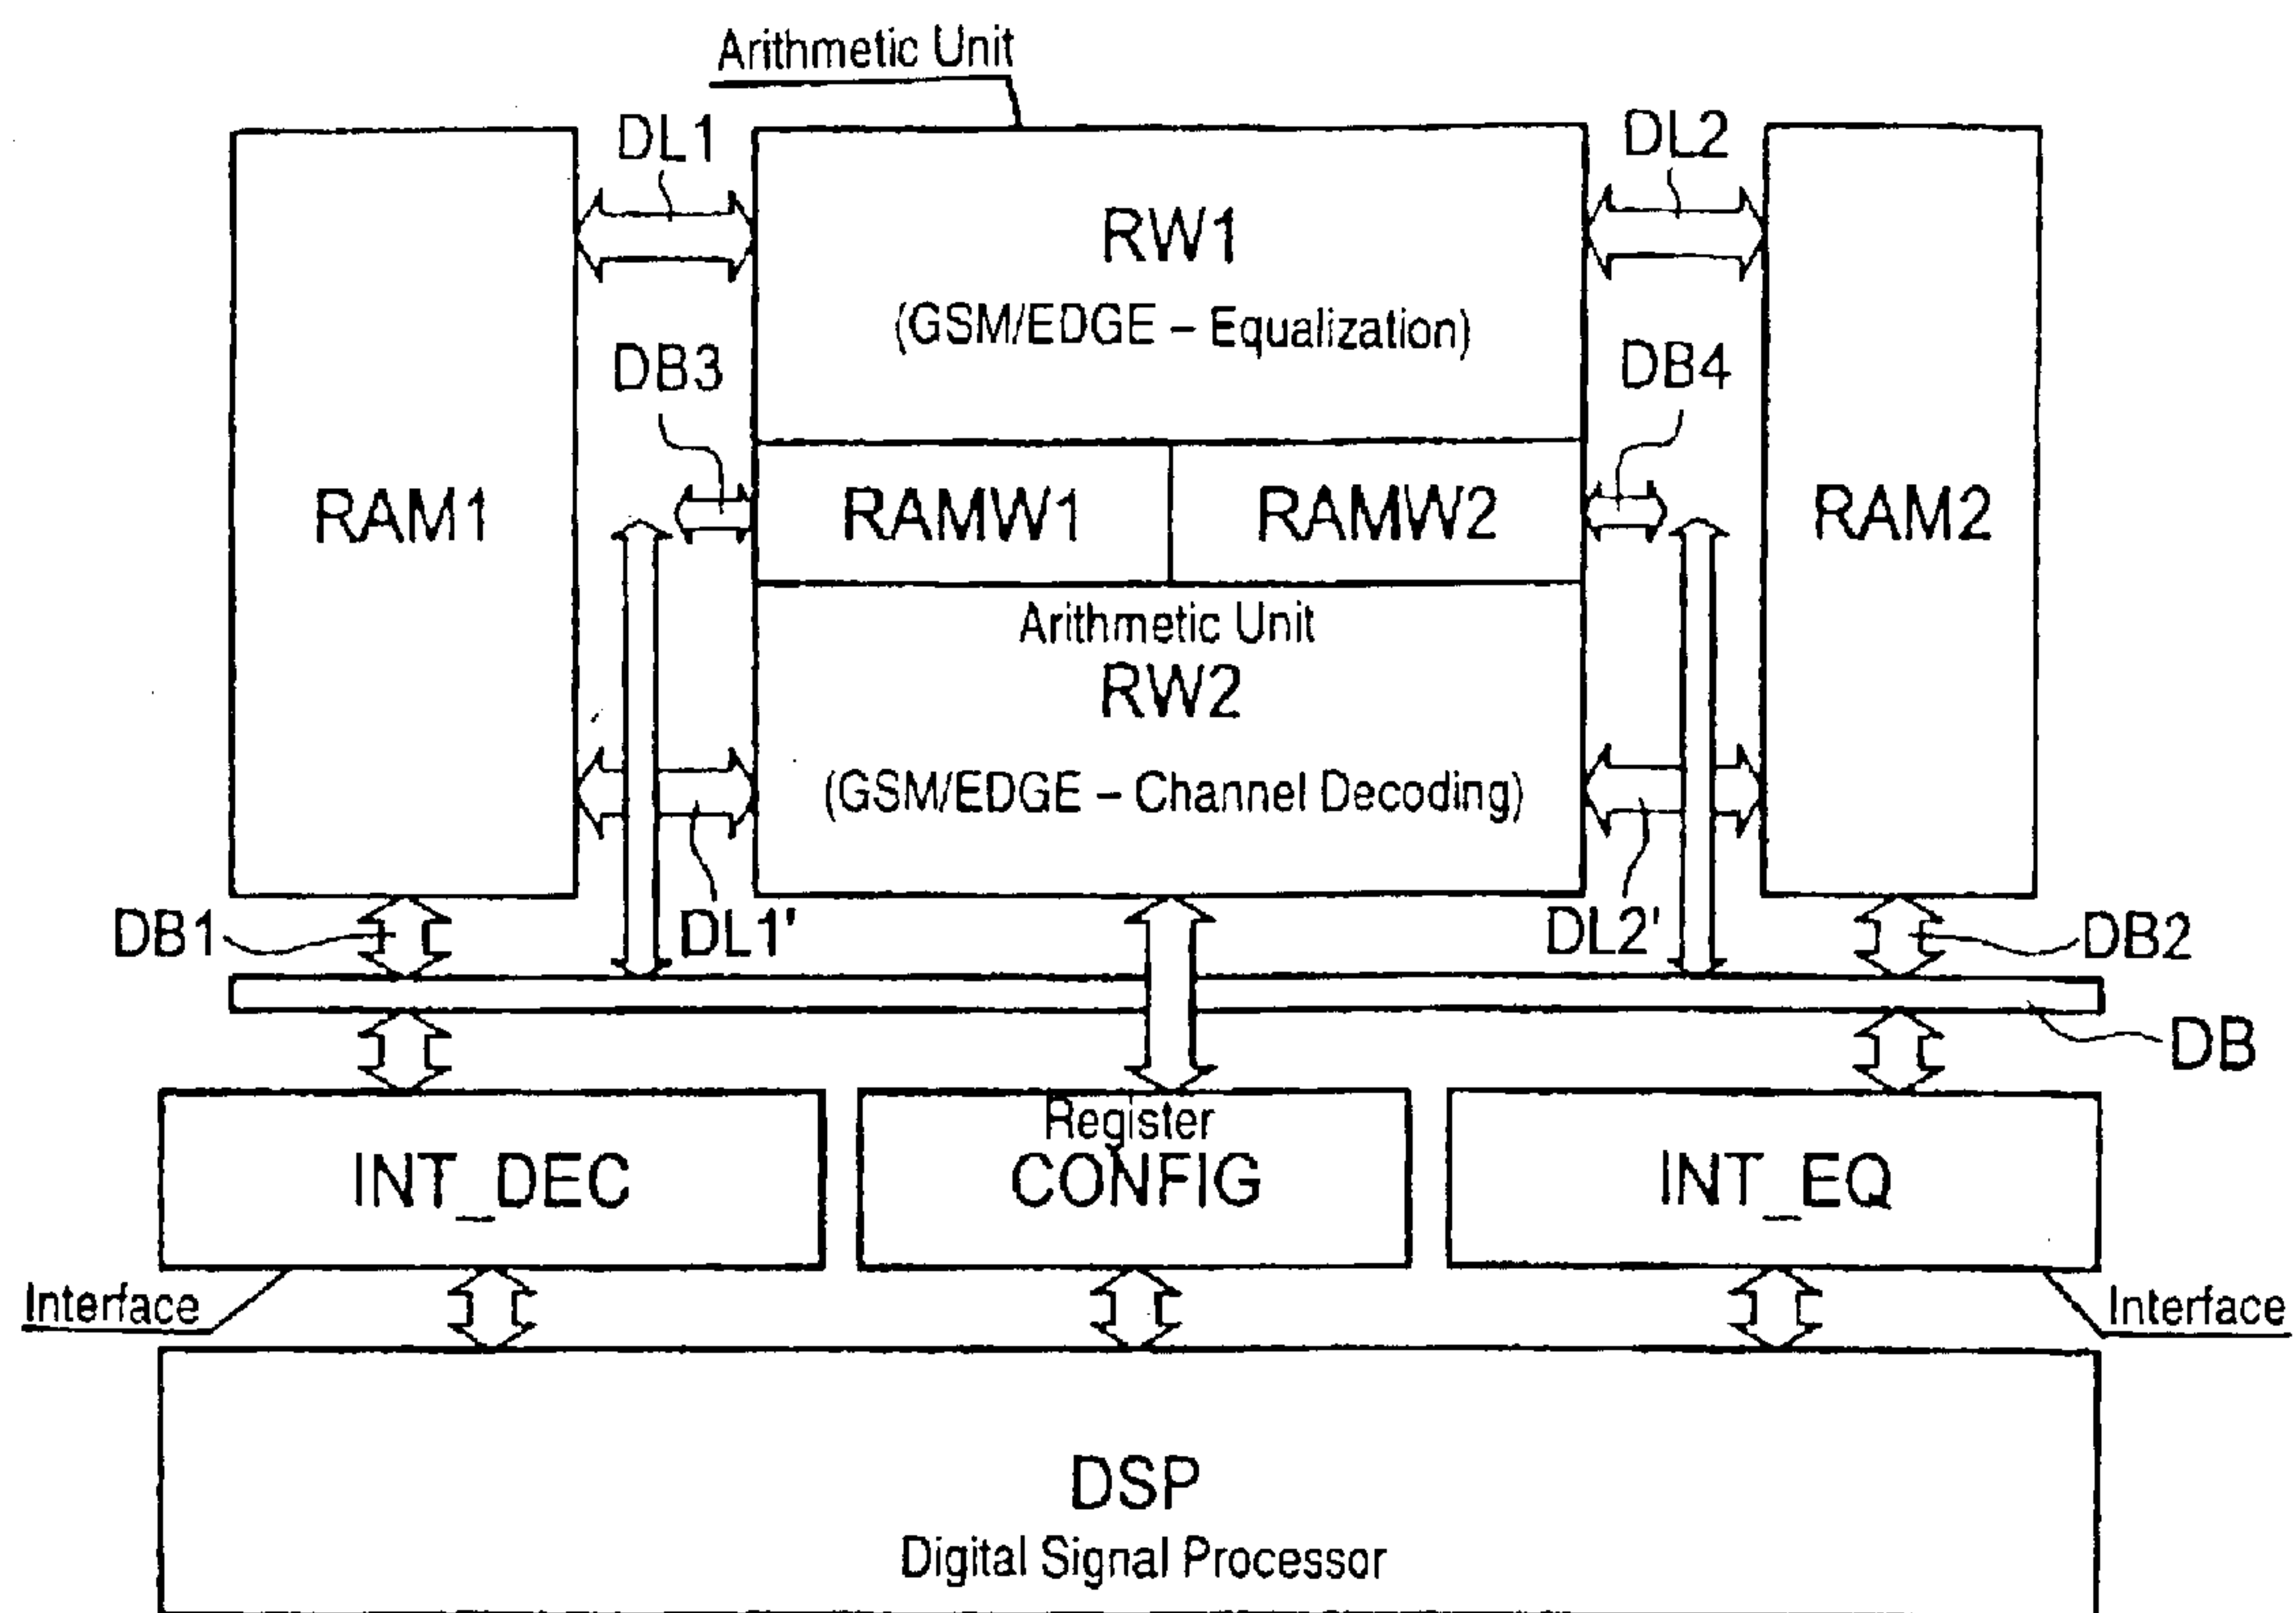 Arithmetic Unit
DL1
DL2
RW1
(GSM/EDGE – Equalization)
DB3
DB4
RAM1
RAMW1
RAMW2
RAM2
Arithmetic Unit
RW2
(GSM/EDGE – Channel Decoding)
DB1
DL1'
DL2'
DB2
DB
Register
INT_DEC
CONFIG
INT_EQ
Interface
Interface
DSP
Digital Signal Processor